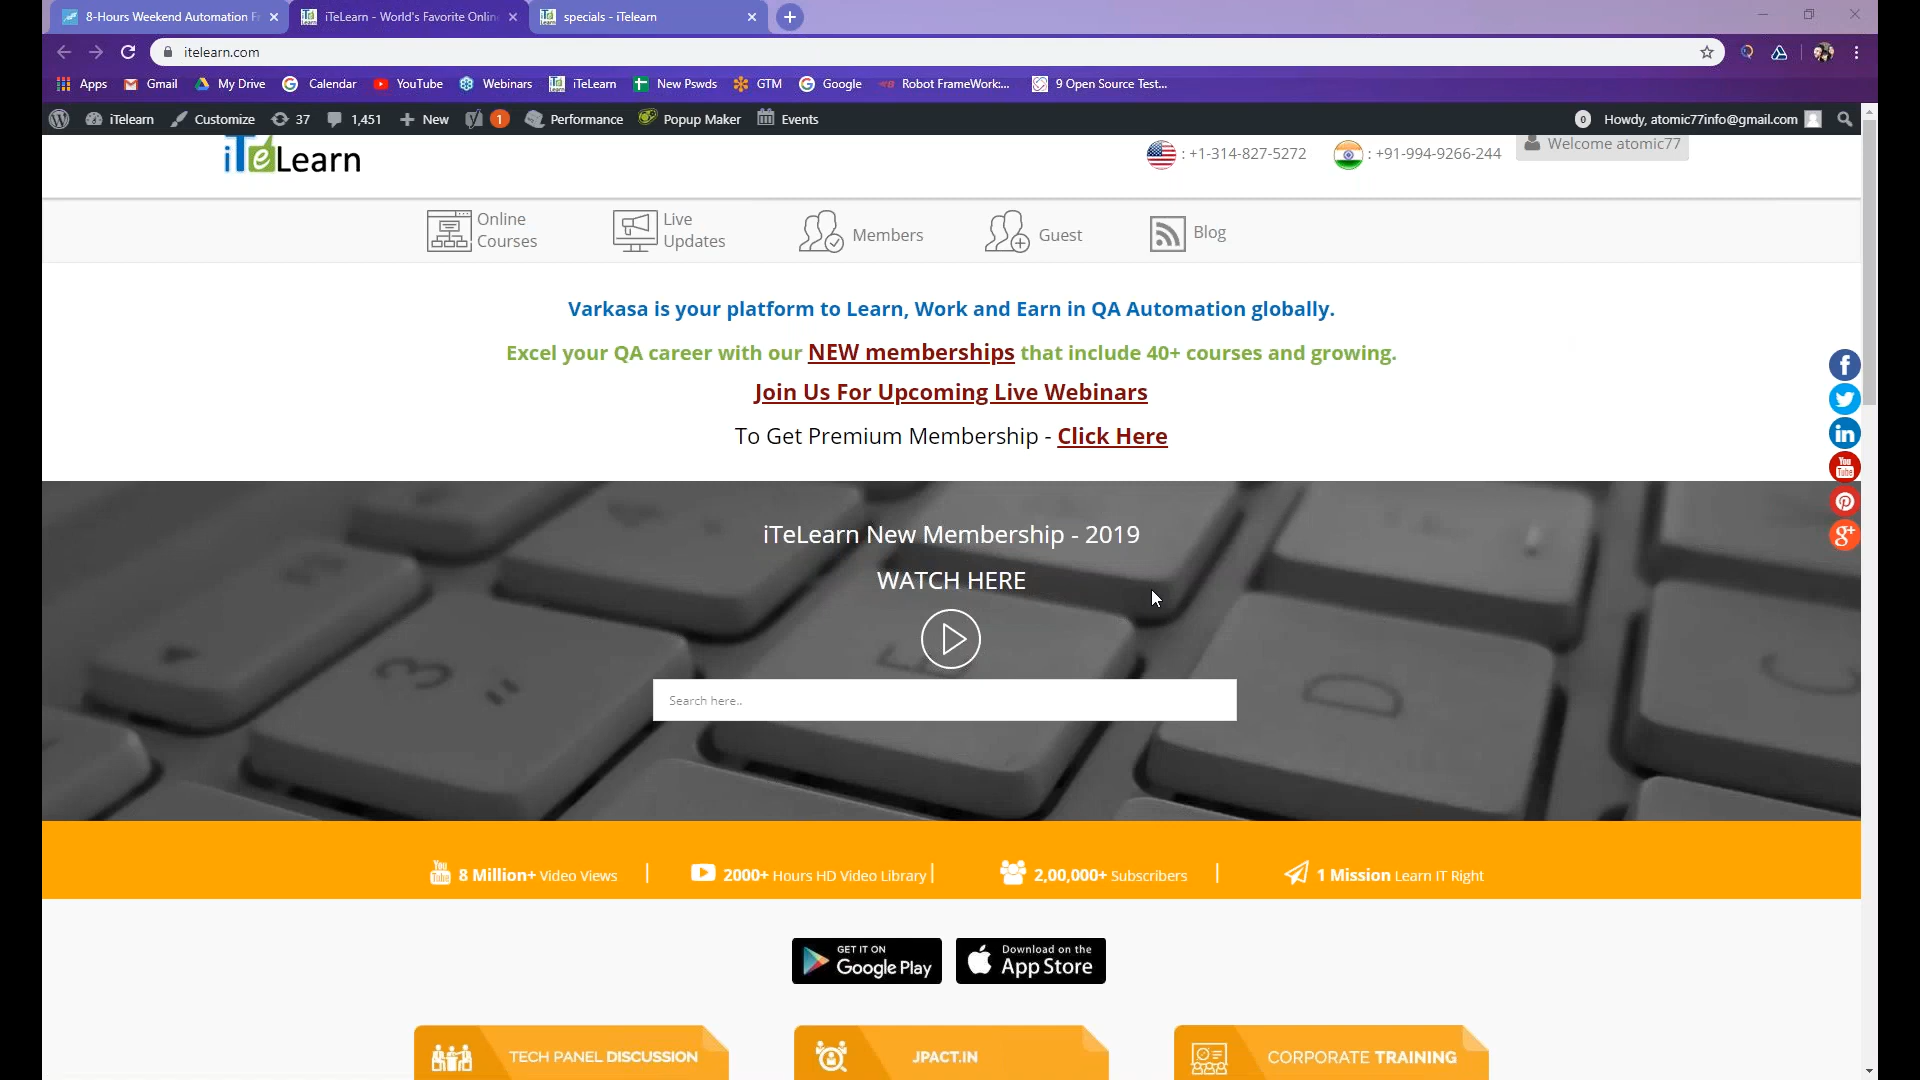 8-Hours Weekend Automation F
iTeLearn - World's Favorite Onlin
specials - iTelearn
itelearn.com
Apps
Gmail
My Drive
Calendar
YouTube
Webinars
iTeLearn
New Pswds
GTM
Google
Robot FrameWork:...
9 Open Source Test...
iTelearn
Customize
37
1,451
New
1
Performance
Popup Maker
Events
0
Howdy, atomic77info@gmail.com
iTeLearn
: +1-314-827-5272
: +91-994-9266-244
Welcome atomic77
Online
Courses
Live
Updates
Members
Guest
Blog
Varkasa is your platform to Learn, Work and Earn in QA Automation globally.
Excel your QA career with our NEW memberships that include 40+ courses and growing.
Join Us For Upcoming Live Webinars
To Get Premium Membership - Click Here
iTeLearn New Membership - 2019
WATCH HERE
Search here..
8 Million+ Video Views
2000+ Hours HD Video Library
2,00,000+ Subscribers
1 Mission Learn IT Right
GET IT ON
Google Play
Download on the
App Store
TECH PANEL DISCUSSION
JPACT.IN
CORPORATE TRAINING